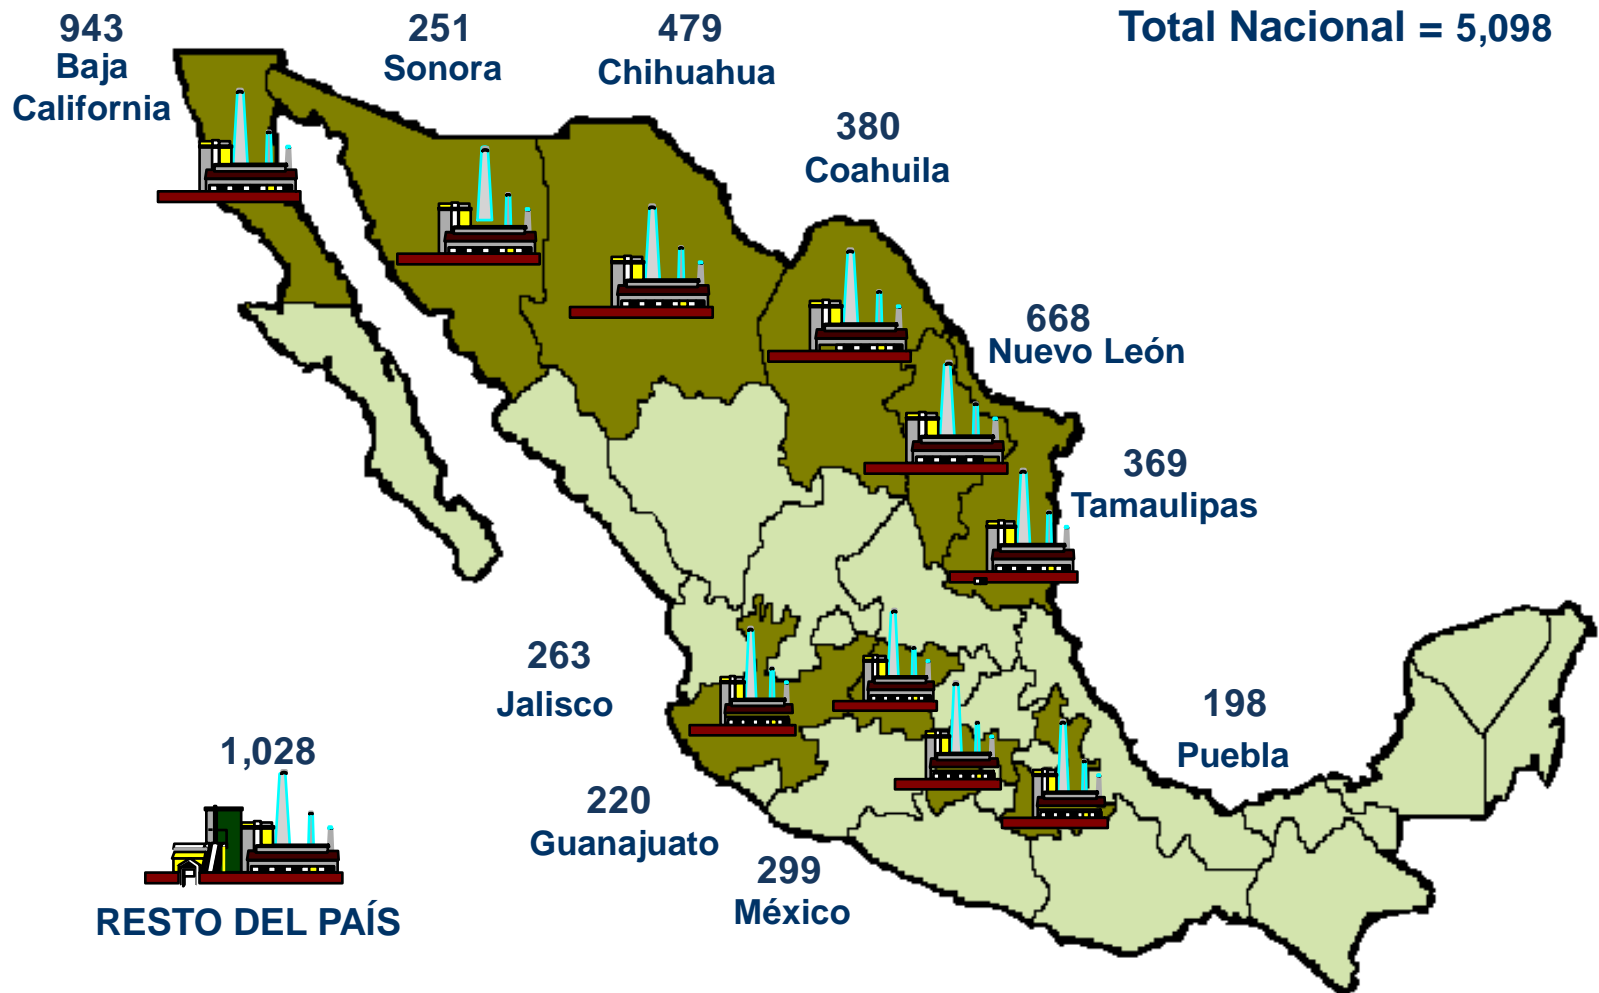 Total Nacional = 5,098
943
Baja
California
251
Sonora
479
Chihuahua
380
Coahuila
668
Nuevo León
369
Tamaulipas
263
Jalisco
198
Puebla
1,028
RESTO DEL PAÍS
220
Guanajuato
299
México